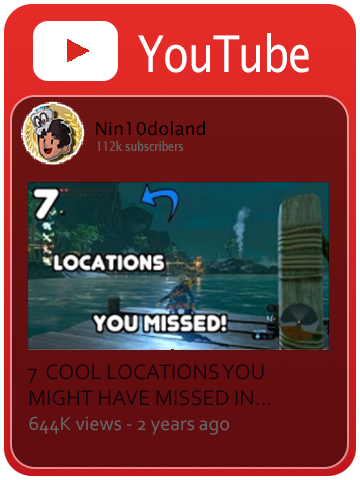 YouTube
Nin10doland
112k subscribers
7
LOCATIONS
YOU MISSED!
7 COOL LOCATIONS YOU
MIGHT HAVE MISSED IN...
644K views - 2 years ago